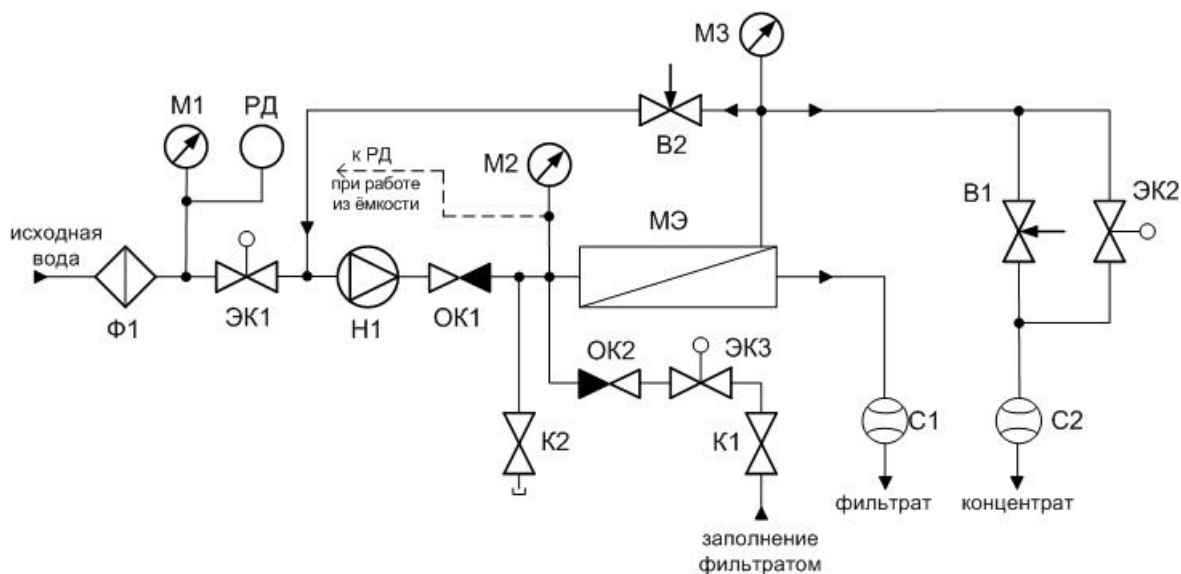 М3
М1
РД
В2
к РД
при работе
из ёмкости
М2
МЭ
В1
ЭК2
исходная
вода
Ф1
ЭК1
Н1
ОК1
ОК2
ЭК3
К2
К1
С1
С2
фильтрат
концентрат
заполнение
фильтратом